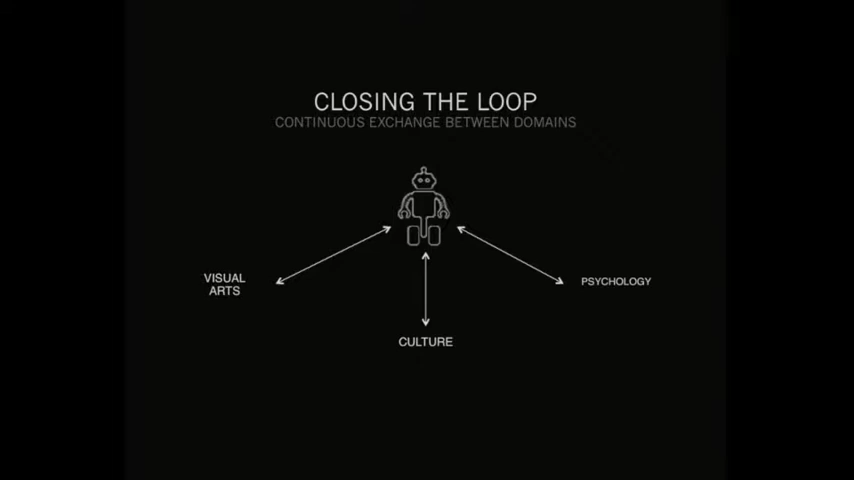 CLOSING THE LOOP
CONTINUOUS EXCHANGE BETWEEN DOMAINS
VISUAL
ARTS
PSYCHOLOGY
CULTURE